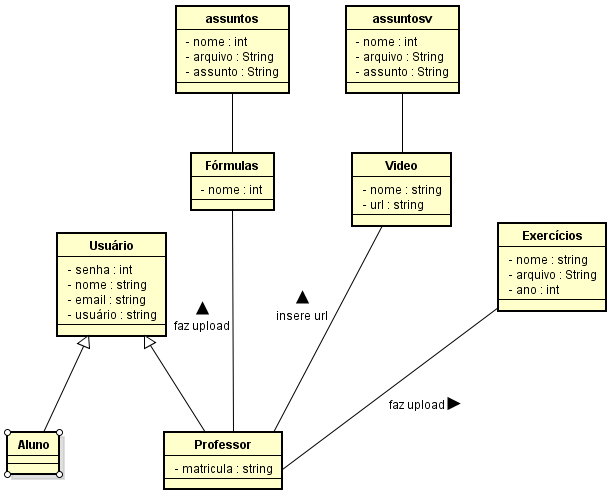 assuntos
- nome : int
- arquivo : String
- assunto : String
assuntosv
- nome : int
- arquivo : String
- assunto : String
Fórmulas
- nome : int
Video
- nome : string
- url : string
Usuário
- senha : int
- nome : string
- email : string
- usuário : string
Exercícios
- nome : string
- arquivo : String
- ano : int
faz upload
insere url
faz upload
Aluno
Professor
- matricula : string